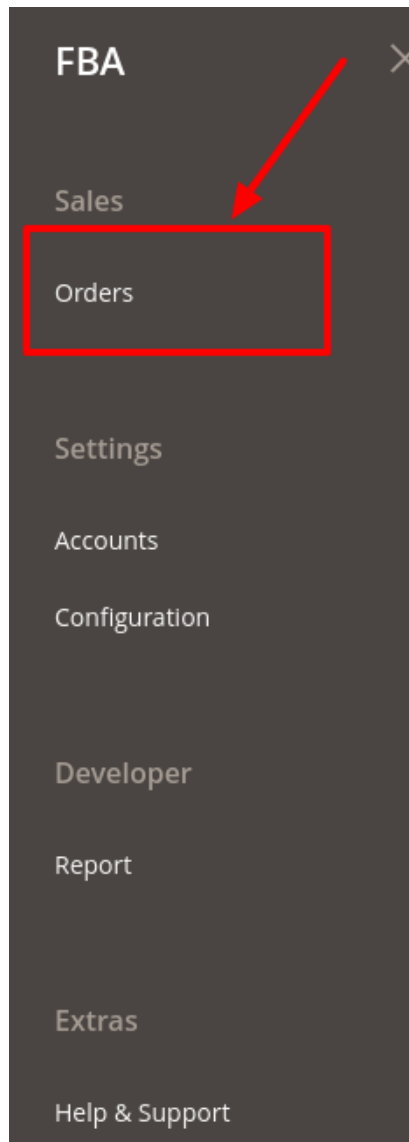 FBA
Sales
Orders
Settings
Accounts
Configuration
Developer
Report
Extras
Help & Support